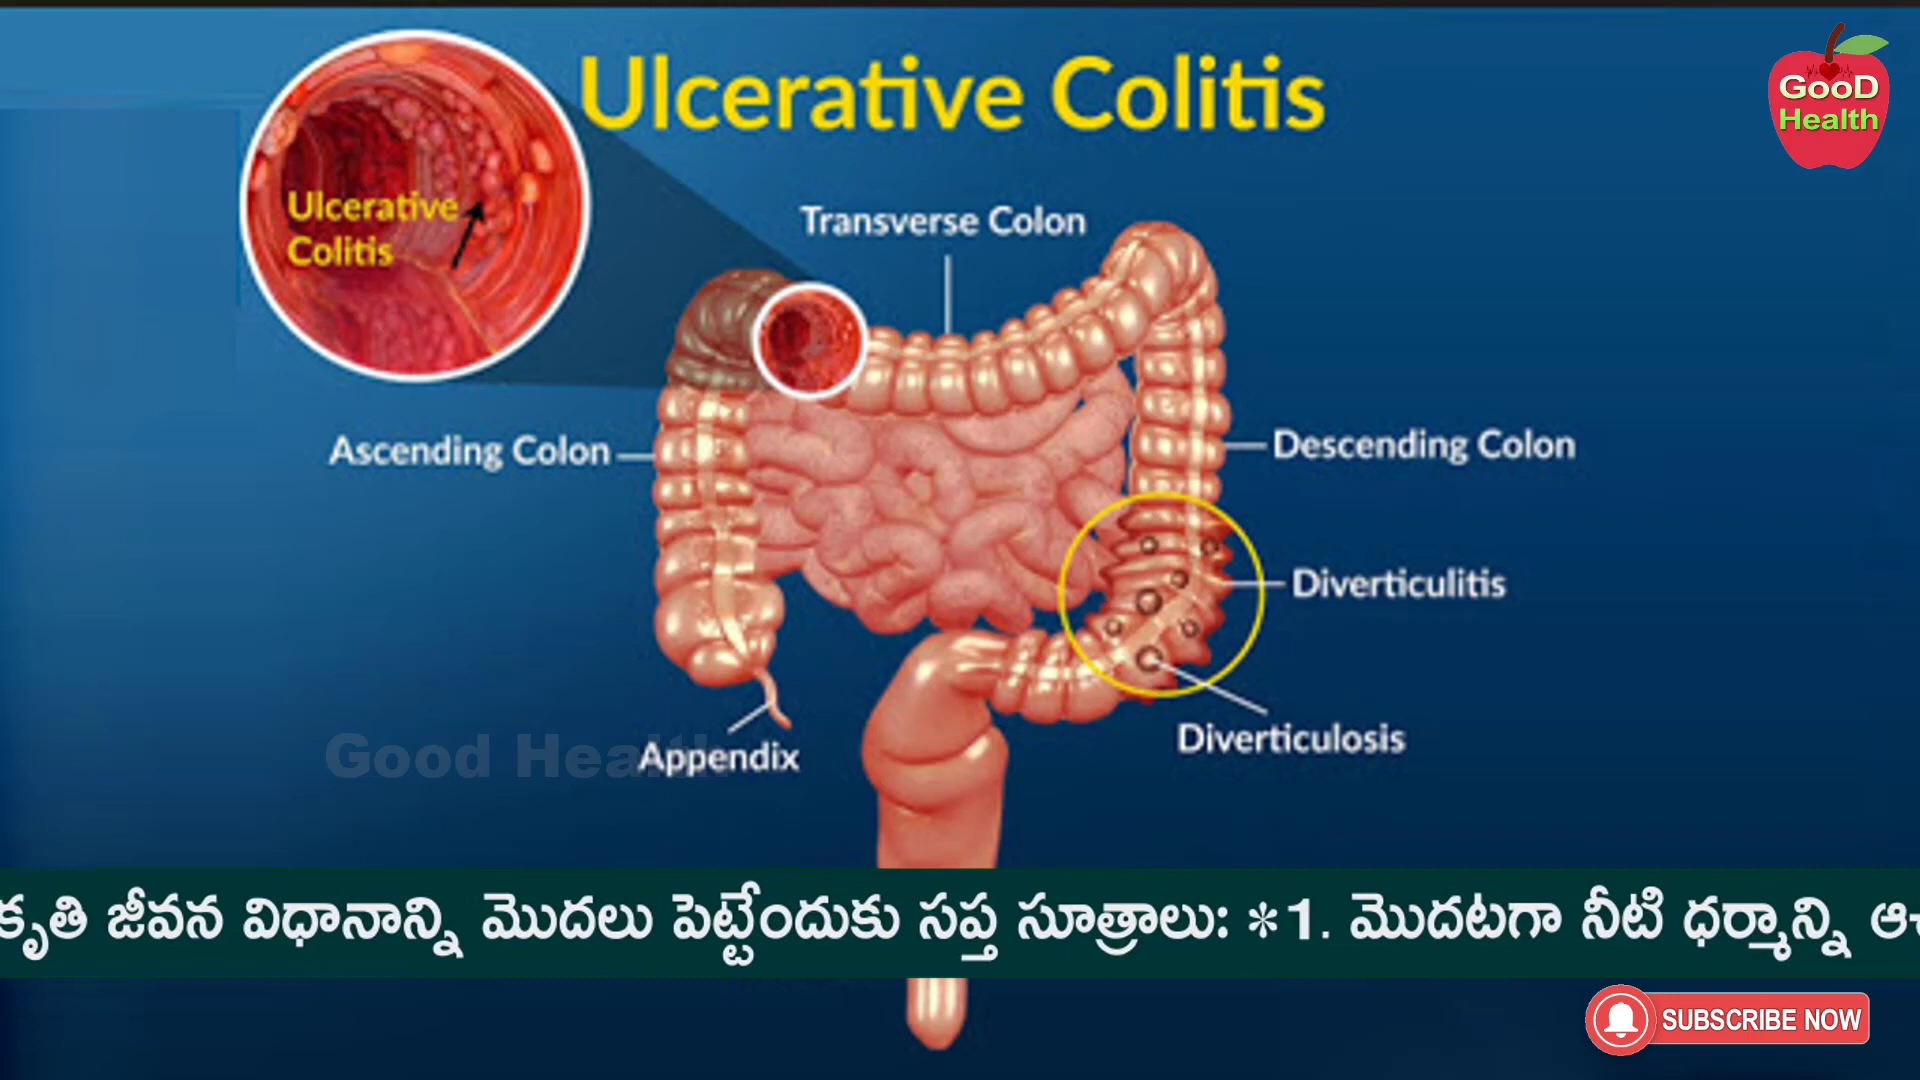 Ulcerative Colitis
GooD
Health
Ulcerative
Colitis
Transverse Colon
Ascending Colon
Descending Colon
Diverticulitis
Diverticulosis
Good Health
Appendix
జీవన విధానాన్ని మొదలు పెట్టేందుకు సప్త సూత్రాలు: *1. మొదటగా నీటి ధర్మాన్ని
SUBSCRIBE NOW